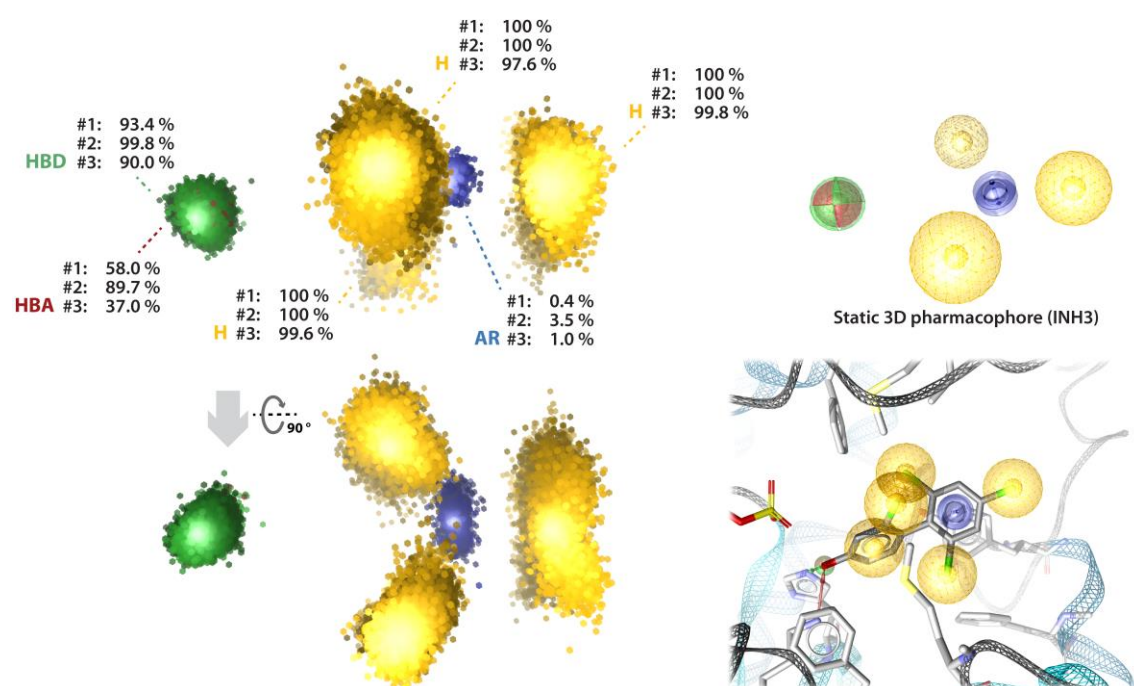 #1: 100 %
#2: 100 %
H #3: 97.6 %
#1: 100 %
#2: 100 %
H #3: 99.8 %
#1: 93.4 %
#2: 99.8 %
HBD #3: 90.0 %
#1: 58.0 %
#2: 89.7 %
HBA #3: 37.0 %
#1: 100 %
#2: 100 %
H #3: 99.6 %
#1: 0.4 %
#2: 3.5 %
AR #3: 1.0 %
Static 3D pharmacophore (INH3)
90 °